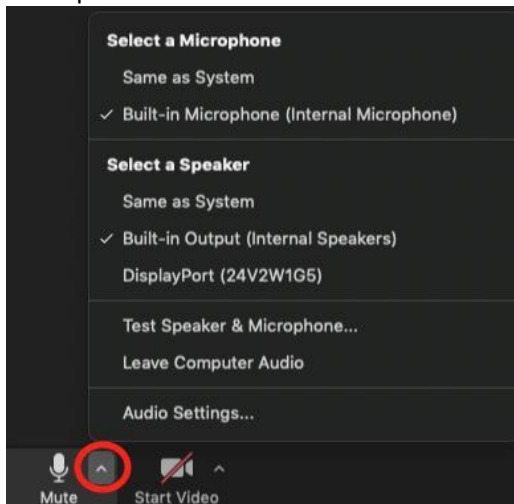 Select a Microphone
Same as System
✓ Built-in Microphone (Internal Microphone)
Select a Speaker
Same as System
✓ Built-in Output (Internal Speakers)
DisplayPort (24V2W1G5)
Test Speaker & Microphone...
Leave Computer Audio
Audio Settings...
Mute Start Video